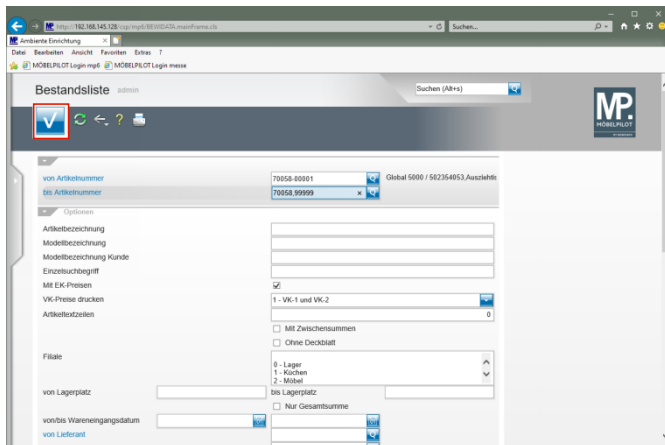 http://192.168.145.128/csp/mp6/BEWIDATA.mainFrame.cls
Suchen...
Ambiente Einrichtung
Datei Bearbeiten Ansicht Favoriten Extras ?
MÖBELPILOT Login mp6 MÖBELPILOT Login messe
Bestandsliste admin
Suchen (Alt+s)
MP.
MÖBELPILOT
von Artikelnummer 70058-80001 Global 5000 / 502354053,Ausziehtis
bis Artikelnummer 70058,99999
Optionen
Artikelbezeichnung
Modellbezeichnung
Modellbezeichnung Kunde
Einzelsuchbegriff
Mit EK-Preisen
VK-Preise drucken 1 - VK-1 und VK-2
Artikeltextzeilen 0
Mit Zwischensummen
Ohne Deckblatt
Filiale
0 - Lager
1 - Küchen
2 - Möbel
von Lagerplatz bis Lagerplatz
Nur Gesamtsumme
von/bis Wareneingangsdatum
von Lieferant